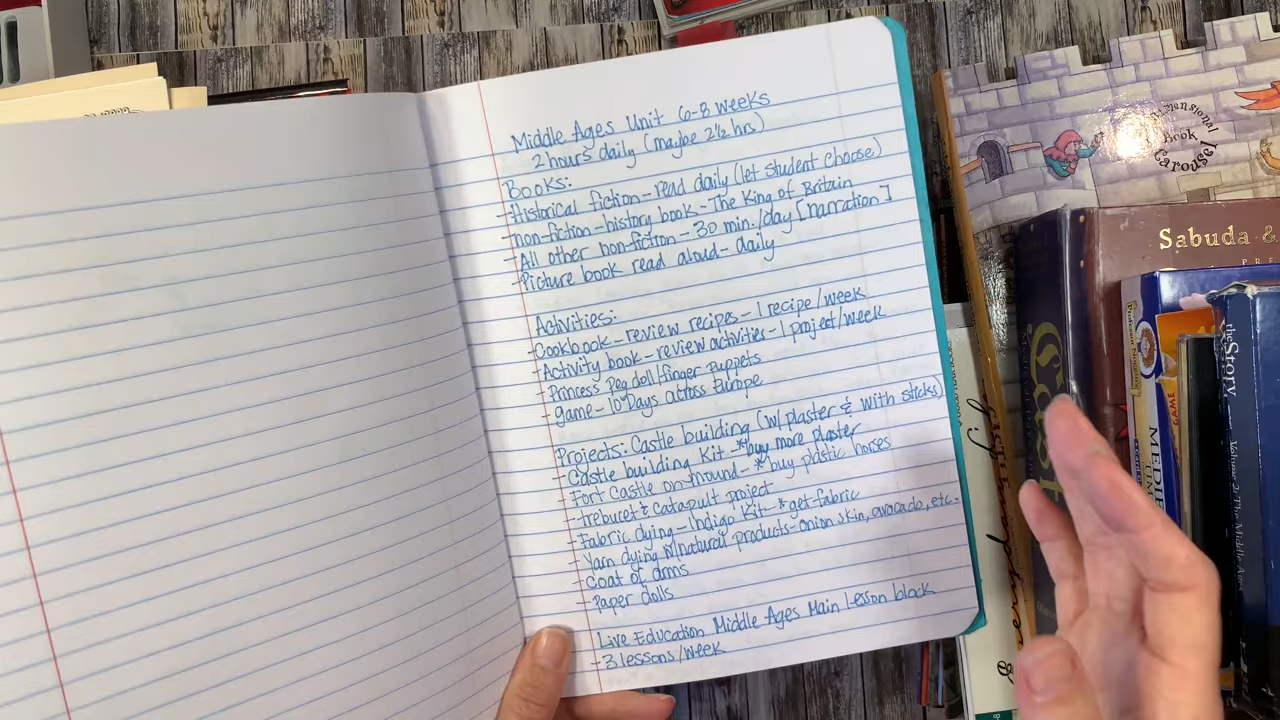 Middle Ages Unit 6-8 weeks
2 hours daily (maybe 2½ hrs)
Books:
- Historical fiction - read daily (let student choose)
- non-fiction - history book - The King of Britain
- All other non-fiction - 30 min./day [narration]
- Picture book read aloud - daily
Activities:
- Cookbook - review recipes - 1 recipe/week
- Activity book - review activities - 1 project/week
- Princess Peg doll/finger puppets
- game - 10 Days across Europe
Projects: Castle building (w/ plaster & with sticks)
- Castle building Kit - *buy more plaster
- Fort Castle on mound - *buy plastic horses
- Trebucet & catapult project
- Fabric dying - Indigo Kit - *get fabric
- Yarn dying w/natural products - onion skin, avocado, etc.
- Coat of Arms
- Paper dolls
Live Education Middle Ages Main Lesson block
- 3 lessons/week
Dimensional
Book
Carousel
Sabuda &
GAME
the Story
Volume 2: The Middle Ages